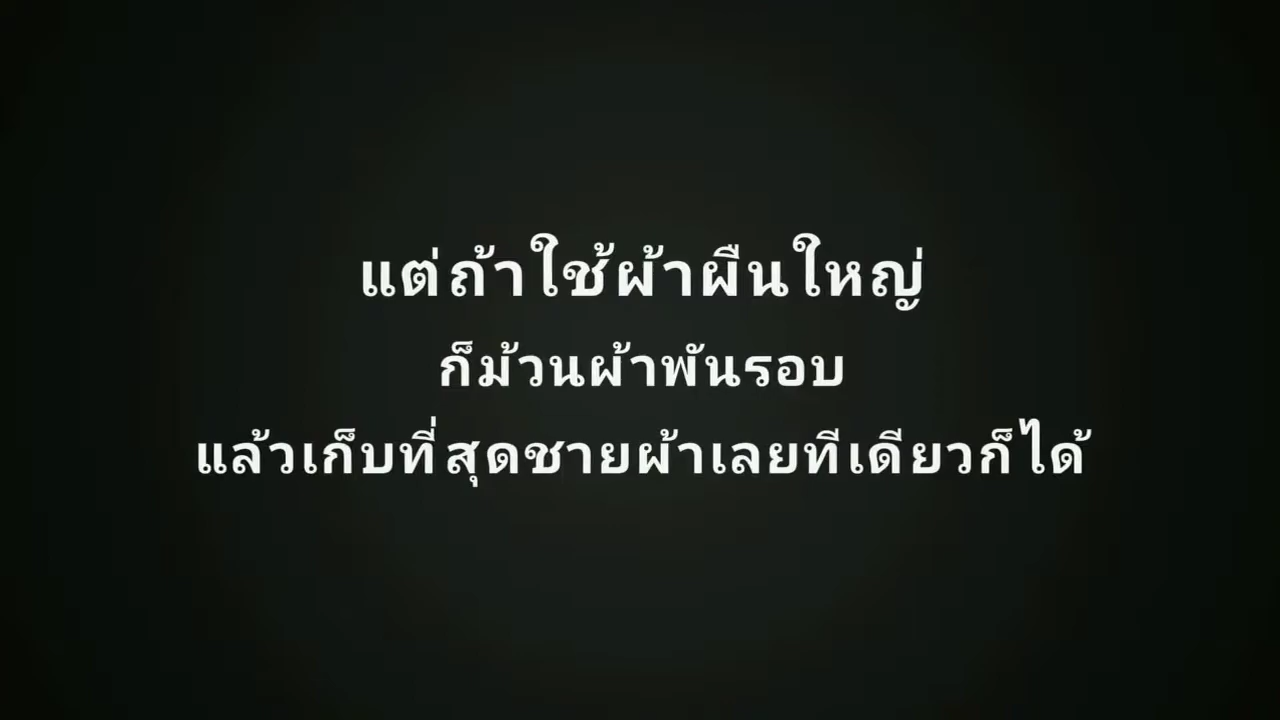 แต่ถ้าใช้ผ้าผืนใหญ่
ก็ม้วนผ้าพันรอบ
แล้วเก็บที่สุดชายผ้าเลยทีเดียวก็ได้